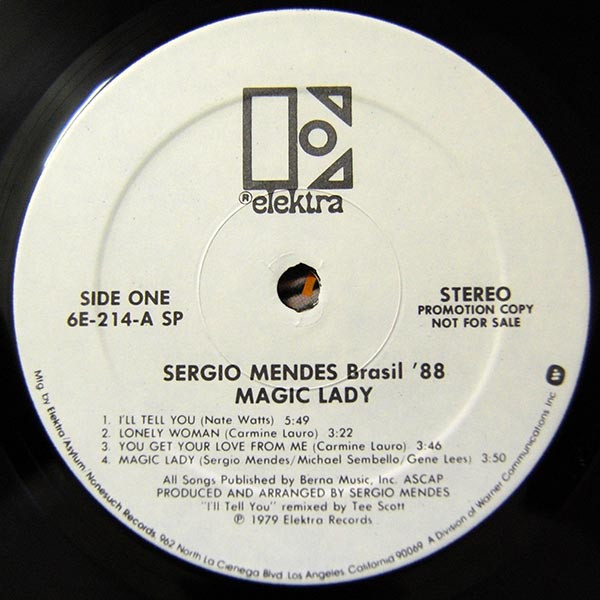 ® elektra
SIDE ONE
6E-214-A SP
STEREO
PROMOTION COPY
NOT FOR SALE
SERGIO MENDES Brasil '88
MAGIC LADY
1. I'LL TELL YOU (Nate Watts) 5:49
2. LONELY WOMAN (Carmine Lauro) 3:22
3. YOU GET YOUR LOVE FROM ME (Carmine Lauro) 3:46
4. MAGIC LADY (Sergio Mendes/Michael Sembello/Gene Lees) 3:50
All Songs Published by Berna Music, Inc. ASCAP
PRODUCED AND ARRANGED BY SERGIO MENDES
"I'll Tell You" remixed by Tee Scott
℗ 1979 Elektra Records
Mfg by Elektra/Asylum/Nonesuch Records, 962 North La Cienega Blvd. Los Angeles California 90069 A Division of Warner Communications Inc